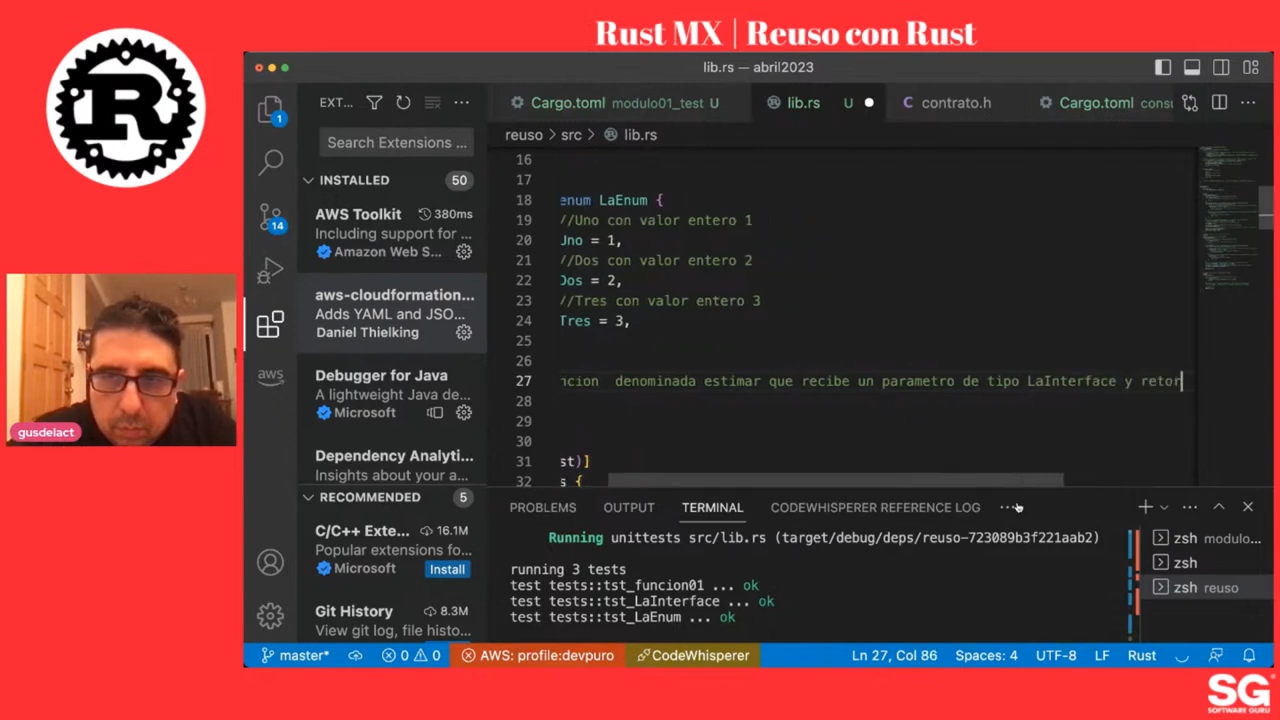 Rust MX | Reuso con Rust
R
lib.rs — abril2023
EXT...
Cargo.toml modulo01_test U
lib.rs U
contrato.h
Cargo.toml consu
1
Search Extensions ...
reuso > src > lib.rs
INSTALLED 50
AWS Toolkit 380ms
Including support for ...
Amazon Web S...
14
aws-cloudformation...
Adds YAML and JSO...
Daniel Thielking
aws
Debugger for Java
A lightweight Java de...
Microsoft
Dependency Analyti...
Insights about your a...
RECOMMENDED 5
C/C++ Exte... 16.1M
Popular extensions fo...
Microsoft Install
Git History 8.3M
View git log, file histo...
16
17
18 enum LaEnum {
19 //Uno con valor entero 1
20 Uno = 1,
21 //Dos con valor entero 2
22 Dos = 2,
23 //Tres con valor entero 3
24 Tres = 3,
25
26
27 ncion  denominada estimar que recibe un parametro de tipo LaInterface y retor
28
29
30
31 st)]
32 s {
PROBLEMS OUTPUT TERMINAL CODEWHISPERER REFERENCE LOG ...
Running unittests src/lib.rs (target/debug/deps/reuso-723089b3f221aab2)
running 3 tests
test tests::tst_funcion01 ... ok
test tests::tst_LaInterface ... ok
test tests::tst_LaEnum ... ok
zsh modulo...
zsh
zsh reuso
gusdelact
master* 0 0 AWS: profile:devpuro CodeWhisperer Ln 27, Col 86 Spaces: 4 UTF-8 LF Rust
SG
SOFTWARE GURU